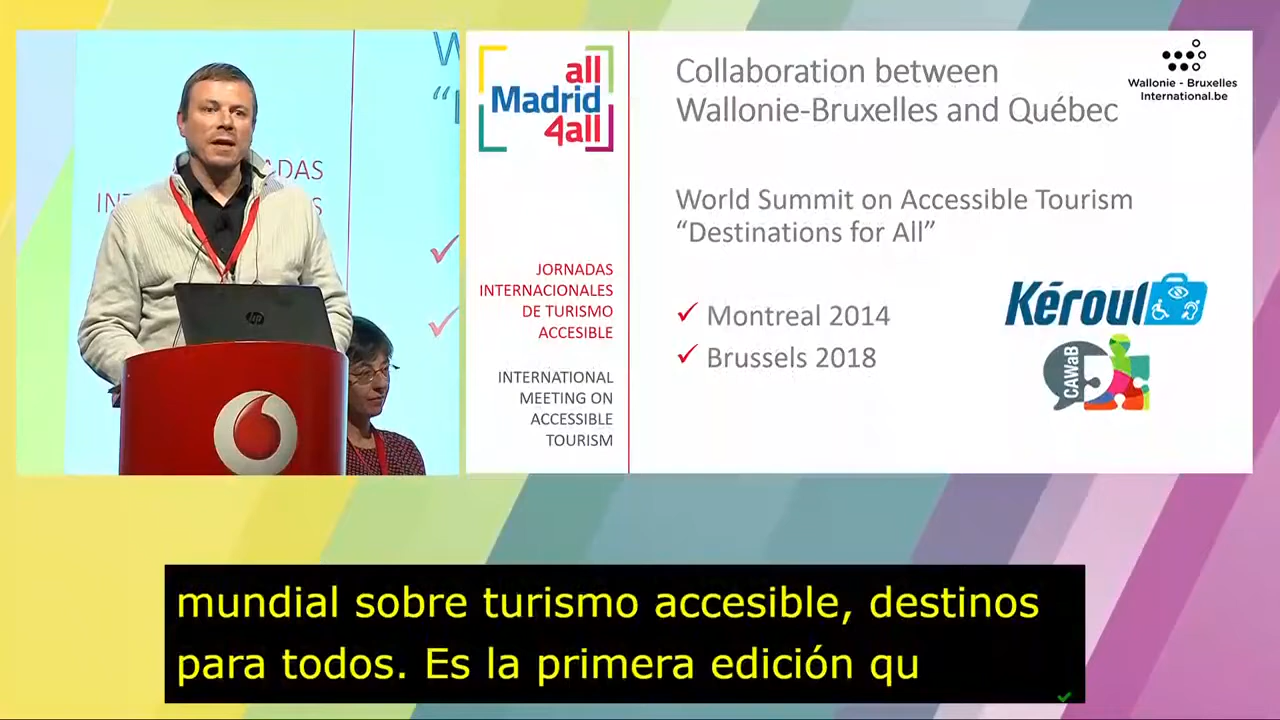 all
Madrid
4all
JORNADAS
INTERNACIONALES
DE TURISMO
ACCESIBLE
INTERNATIONAL
MEETING ON
ACCESSIBLE
TOURISM
Collaboration between
Wallonie-Bruxelles and Québec
Wallonie - Bruxelles
International.be
World Summit on Accessible Tourism
“Destinations for All”
✓ Montreal 2014
✓ Brussels 2018
Kéroul
CAWaB
hp
mundial sobre turismo accesible, destinos
para todos. Es la primera edición qu